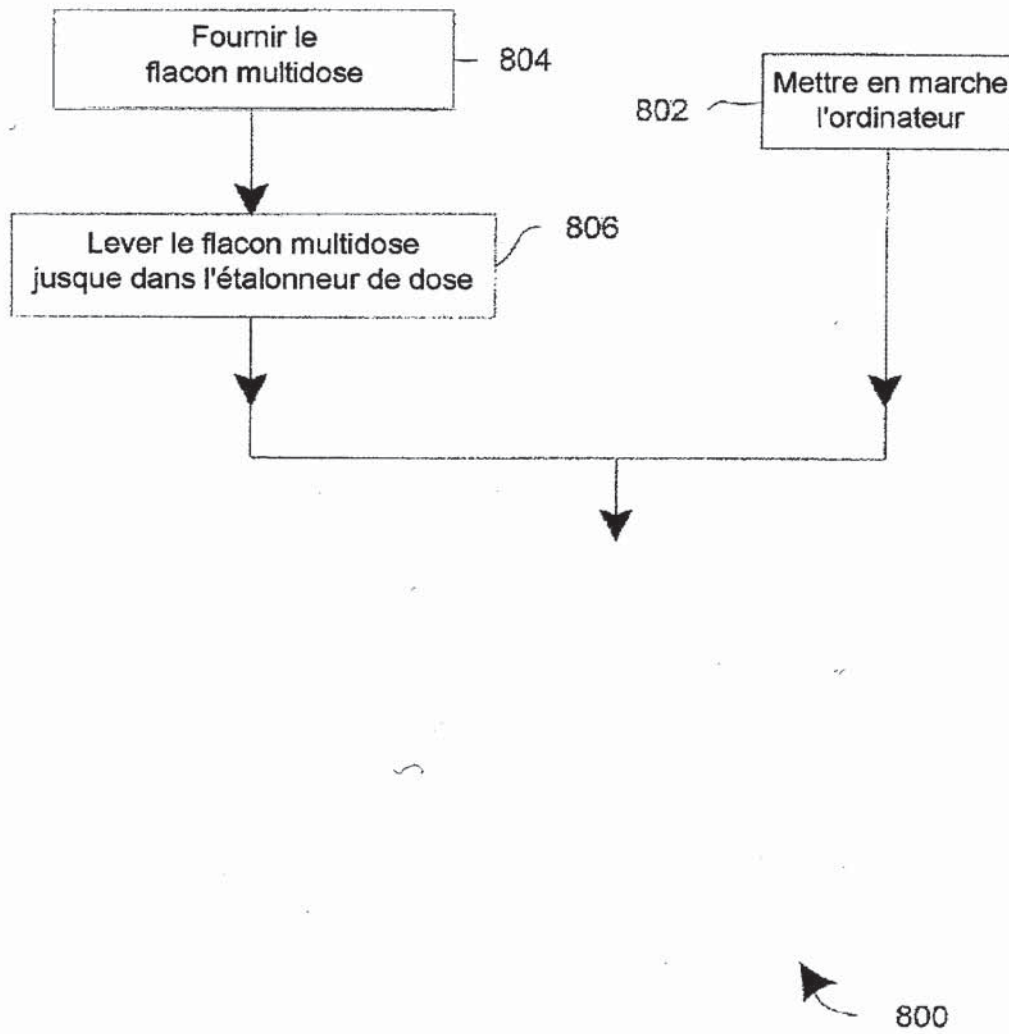 Fournir le
flacon multidose
804
Mettre en marche
l'ordinateur
802
Lever le flacon multidose
jusque dans l'étalonneur de dose
806
800